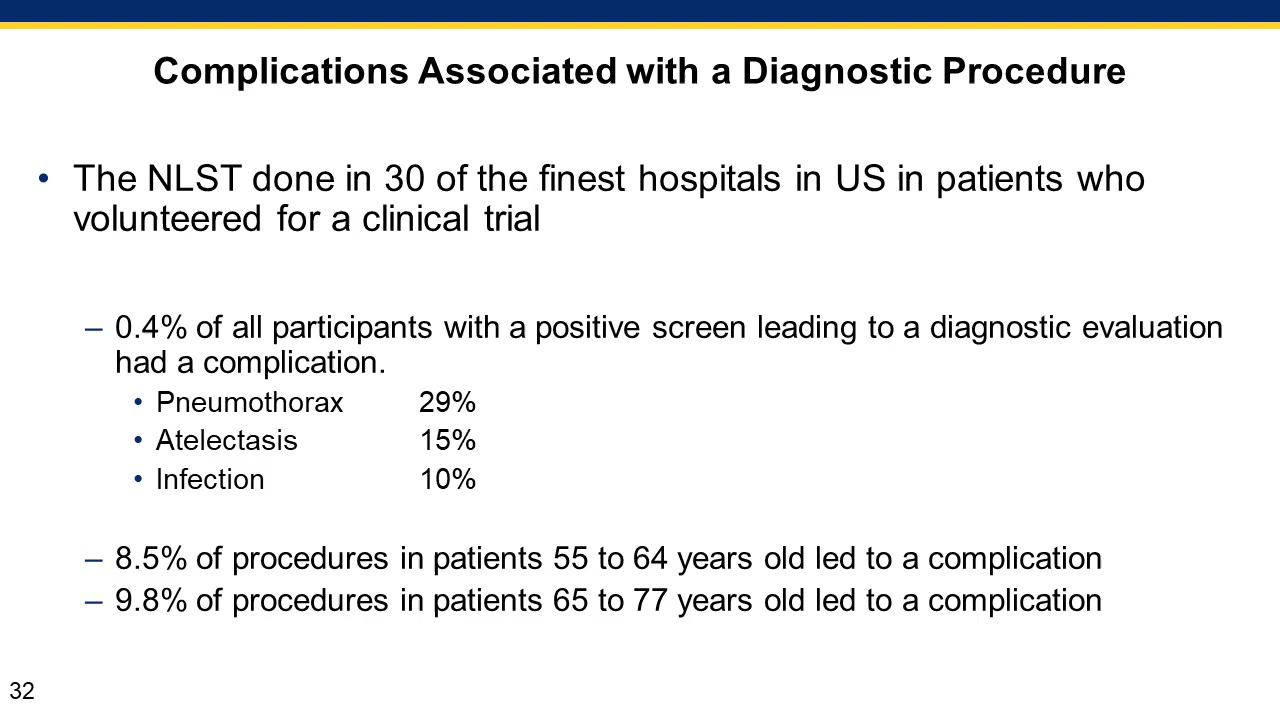 Complications Associated with a Diagnostic Procedure
• The NLST done in 30 of the finest hospitals in US in patients who
volunteered for a clinical trial
– 0.4% of all participants with a positive screen leading to a diagnostic evaluation
had a complication.
• Pneumothorax 29%
• Atelectasis 15%
• Infection 10%
– 8.5% of procedures in patients 55 to 64 years old led to a complication
– 9.8% of procedures in patients 65 to 77 years old led to a complication
32